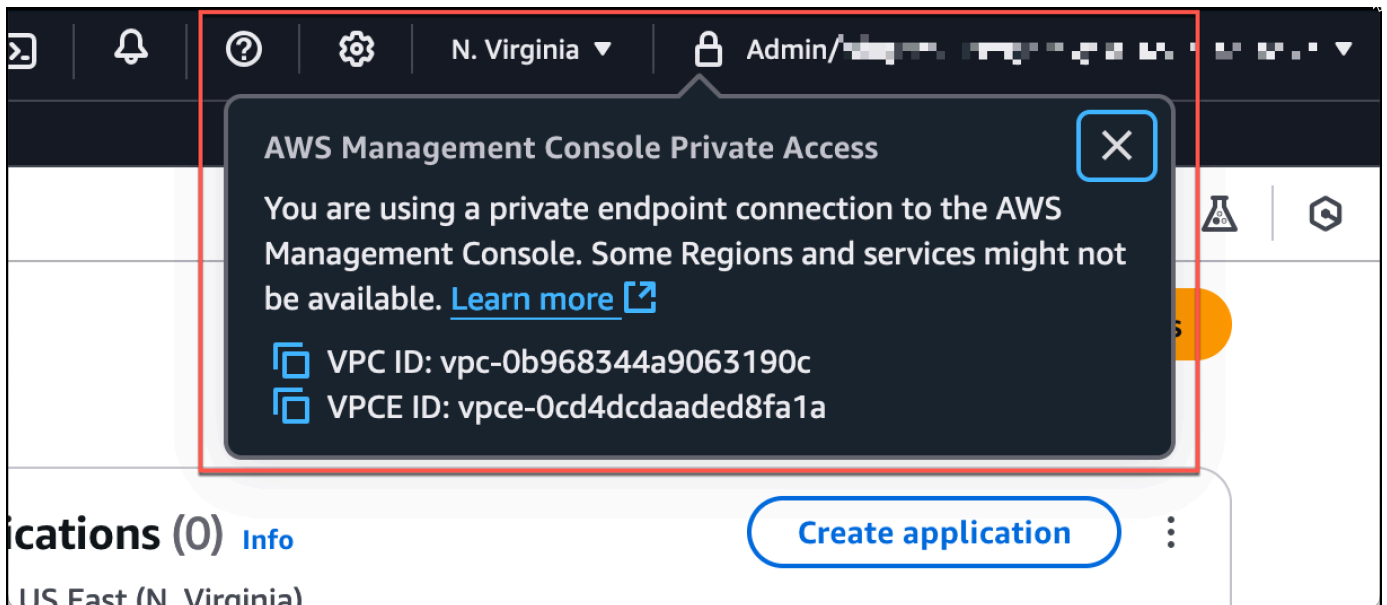 N. Virginia ▼ Admin/
AWS Management Console Private Access
You are using a private endpoint connection to the AWS
Management Console. Some Regions and services might not
be available. Learn more
VPC ID: vpc-0b968344a9063190c
VPCE ID: vpce-0cd4dcdaaded8fa1a
ications (0) Info
Create application
US East (N. Virginia)